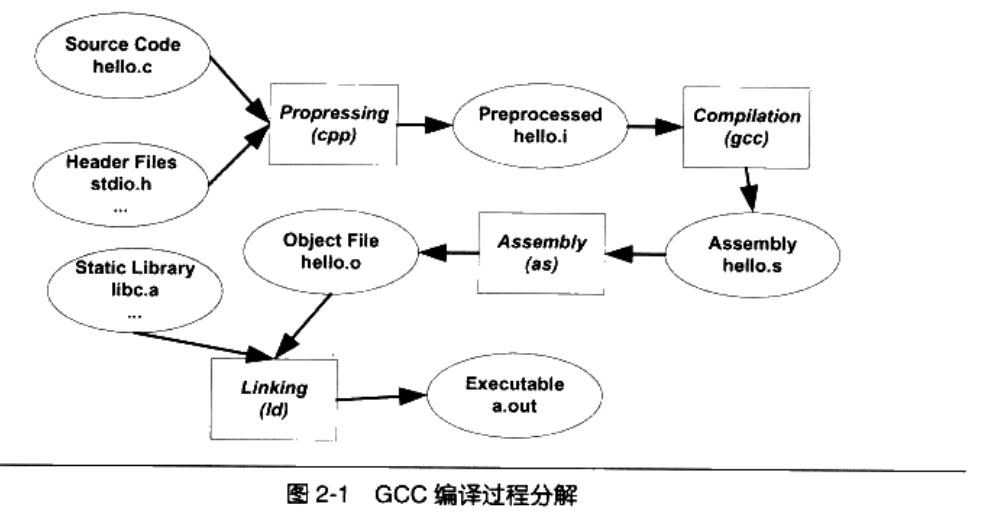 Source Code
hello.c
Propressing
(cpp)
Preprocessed
hello.i
Compilation
(gcc)
Header Files
stdio.h
...
Object File
hello.o
Assembly
(as)
Assembly
hello.s
Static Library
libc.a
...
Linking
(ld)
Executable
a.out
图 2-1 GCC 编译过程分解